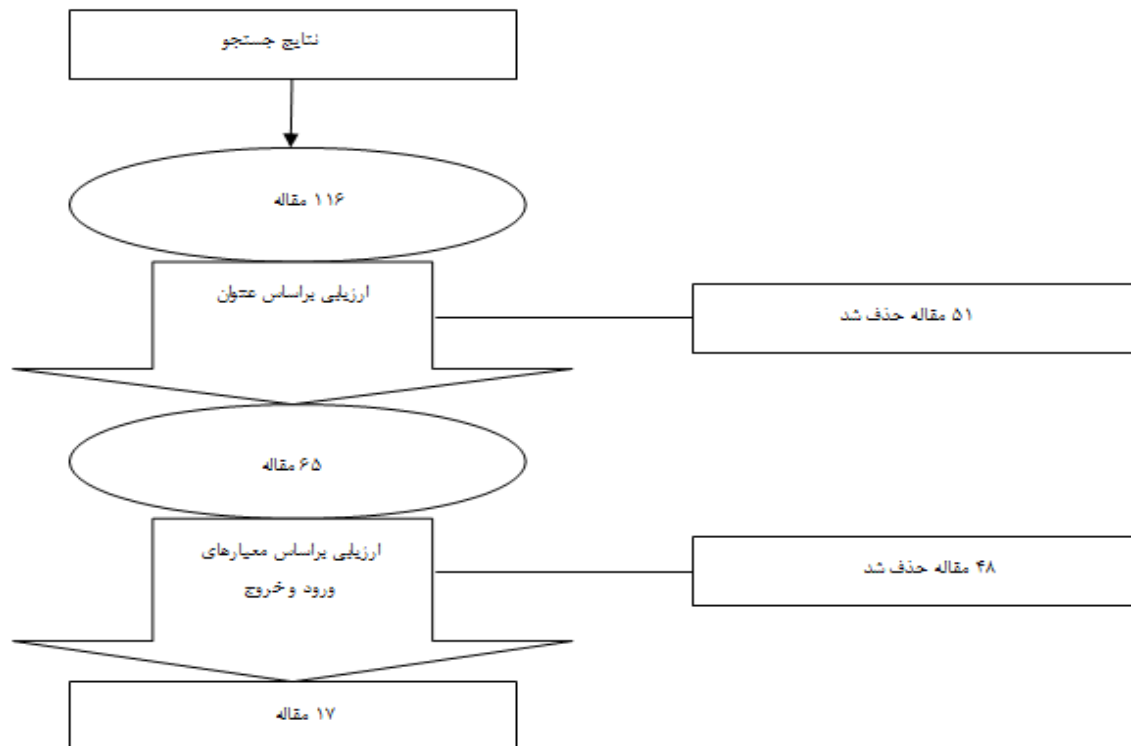 نتایج جستجو
۱۱۶ مقاله
ارزیابی براساس عنوان
۵۱ مقاله حذف شد
۶۵ مقاله
ارزیابی براساس معیارهای
ورود و خروج
۴۸ مقاله حذف شد
۱۷ مقاله